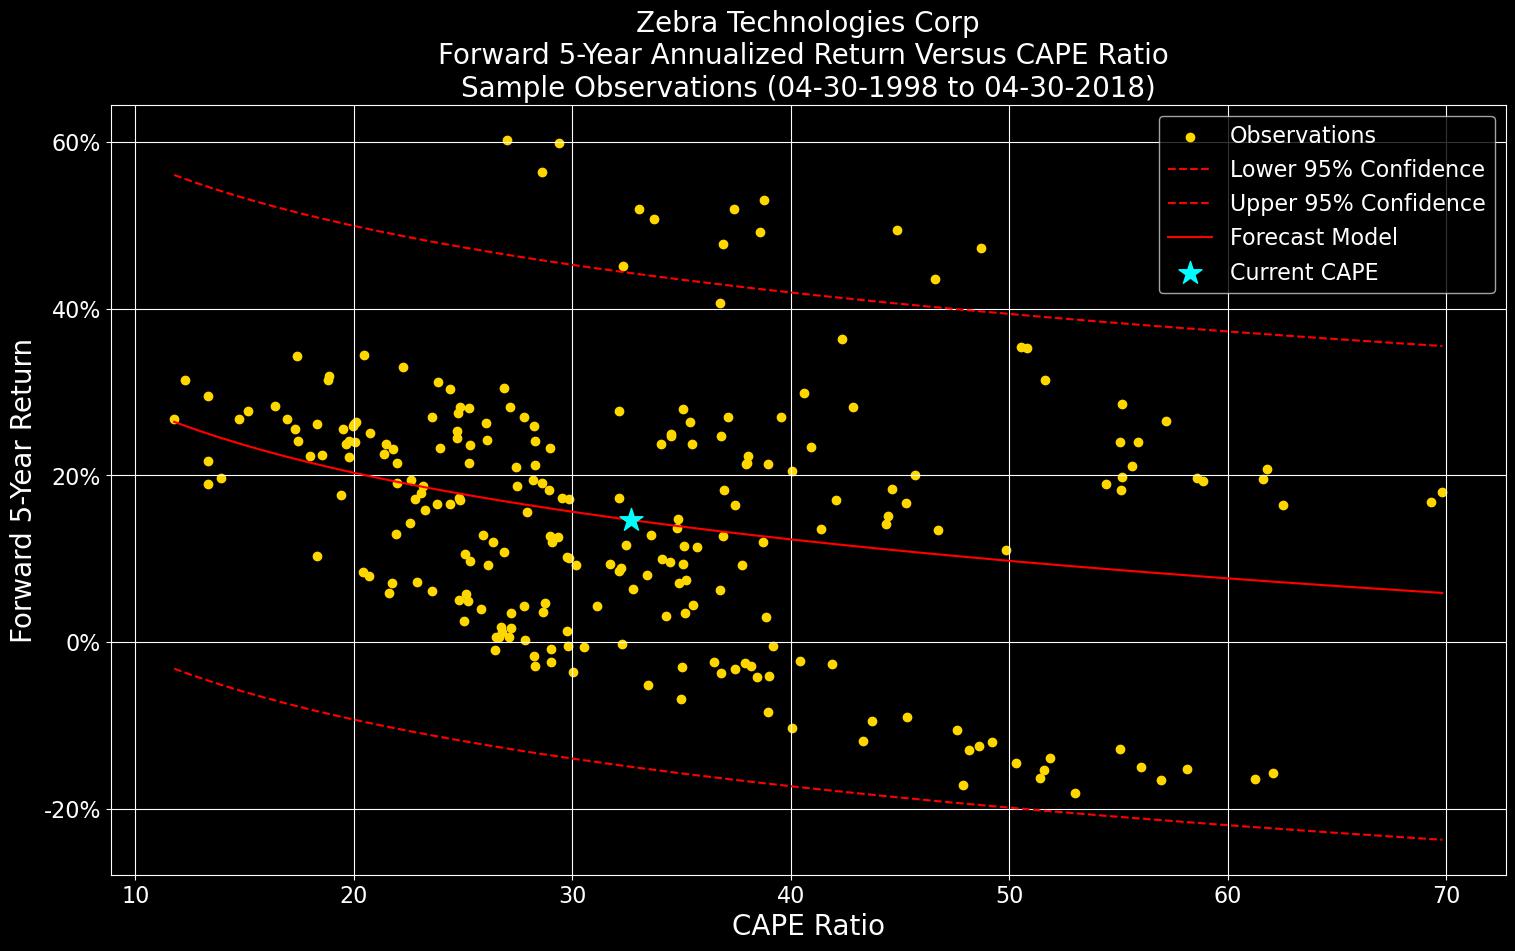 Zebra Technologies Corp
Forward 5-Year Annualized Return Versus CAPE Ratio
Sample Observations (04-30-1998 to 04-30-2018)
Observations
Lower 95% Confidence
Upper 95% Confidence
Forecast Model
Current CAPE
Forward 5-Year Return
60%
40%
20%
0%
-20%
10 20 30 40 50 60 70
CAPE Ratio